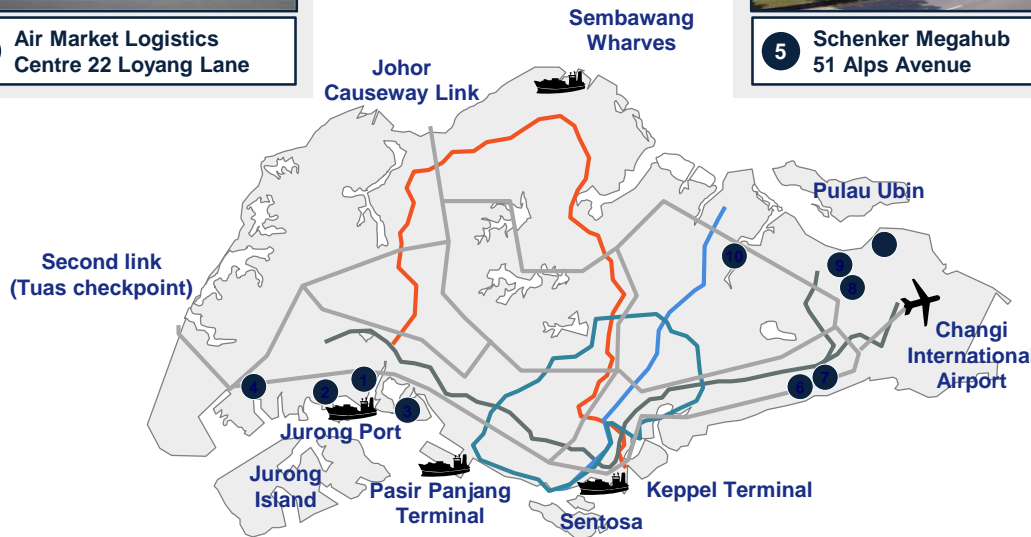 Air Market Logistics
Centre 22 Loyang Lane
5
Schenker Megahub
51 Alps Avenue
Sembawang
Wharves
Johor
Causeway Link
Pulau Ubin
Second link
(Tuas checkpoint)
10
9
8
Changi
International
Airport
4
2
1
3
6
7
Jurong Port
Jurong
Island
Pasir Panjang
Terminal
Keppel Terminal
Sentosa